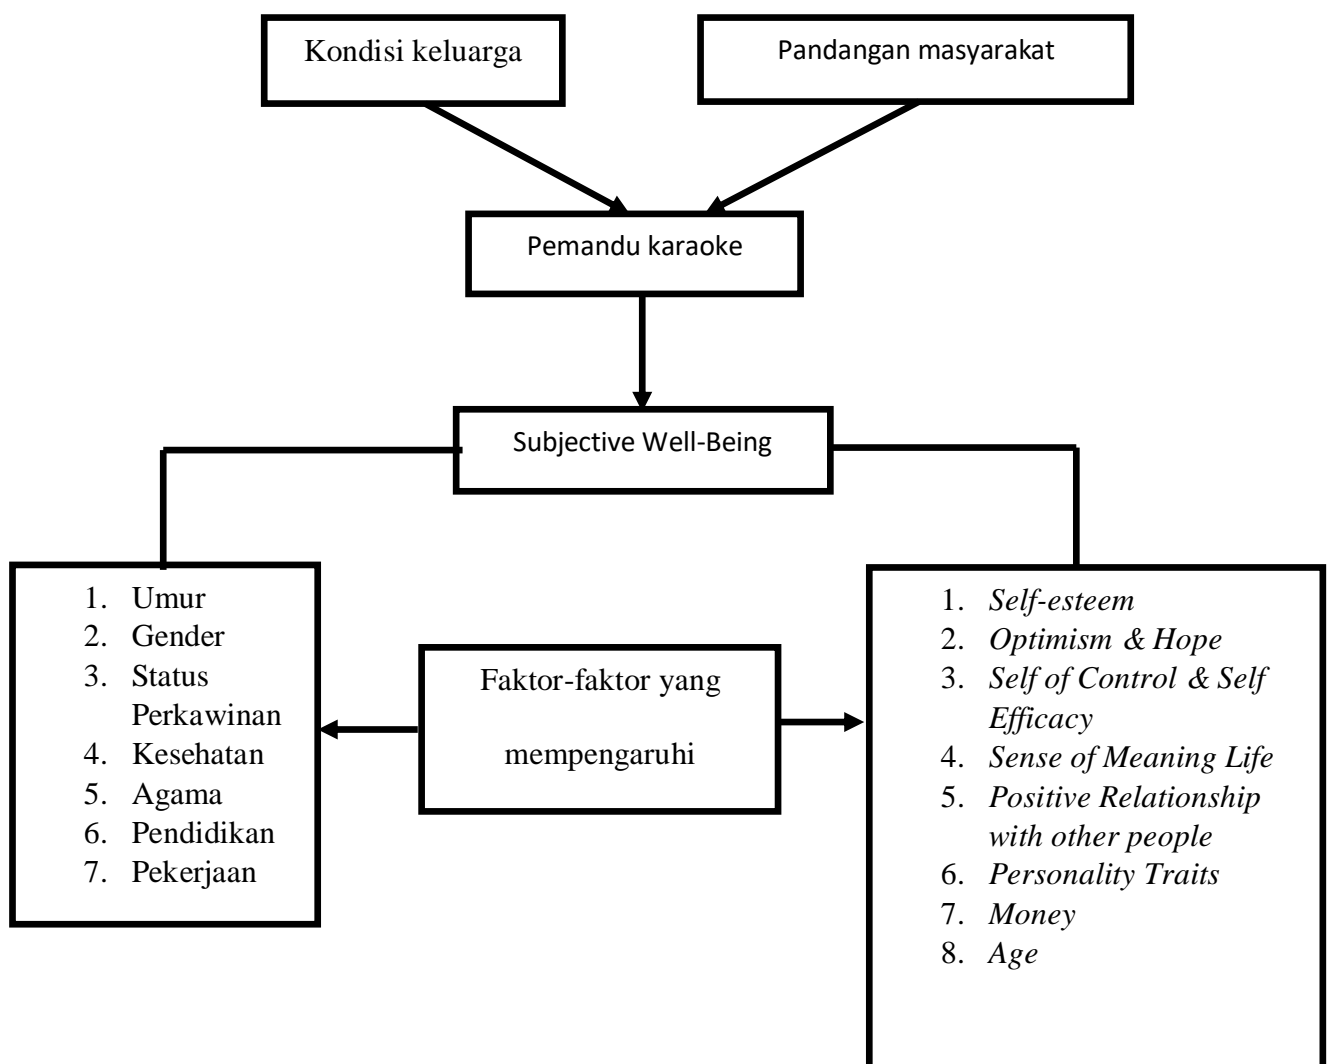 Kondisi keluarga
Pandangan masyarakat
Pemandu karaoke
Subjective Well-Being
1. Umur
2. Gender
3. Status
Perkawinan
4. Kesehatan
5. Agama
6. Pendidikan
7. Pekerjaan
Faktor-faktor yang
mempengaruhi
1. Self-esteem
2. Optimism & Hope
3. Self of Control & Self
Efficacy
4. Sense of Meaning Life
5. Positive Relationship
with other people
6. Personality Traits
7. Money
8. Age